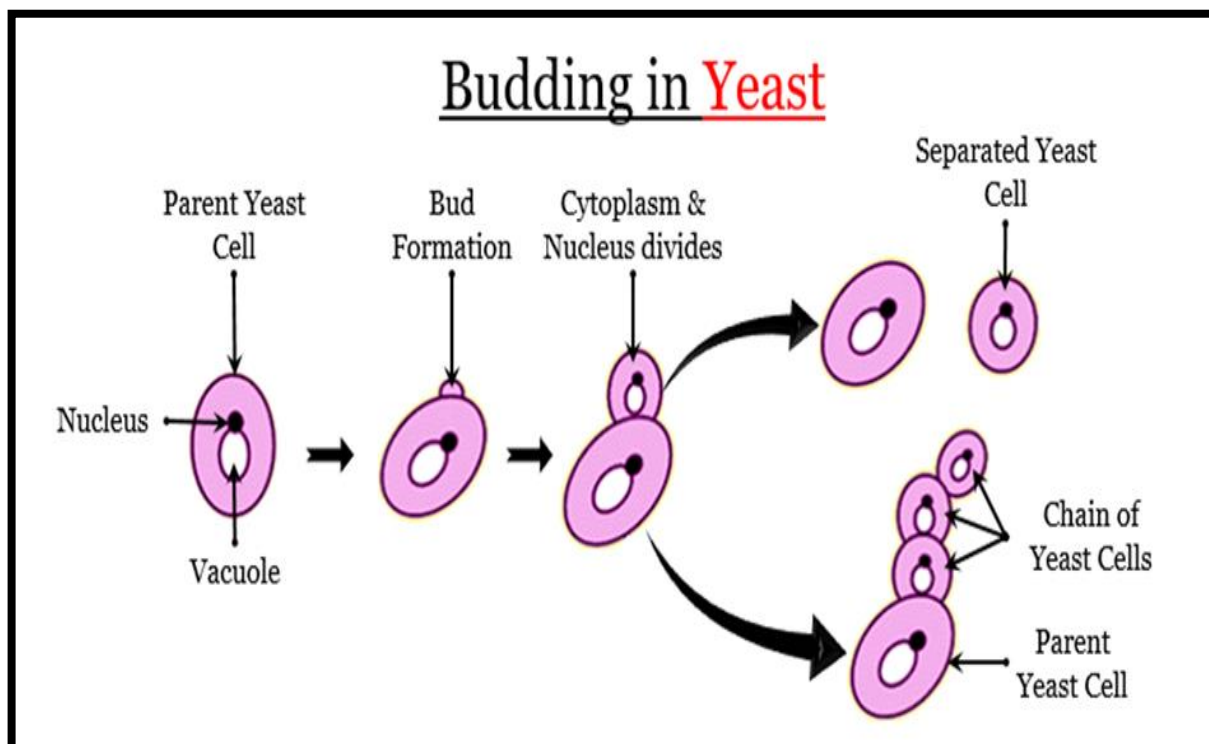 Budding in Yeast
Parent Yeast
Cell
Bud
Formation
Cytoplasm &
Nucleus divides
Separated Yeast
Cell
Nucleus
Vacuole
Chain of
Yeast Cells
Parent
Yeast Cell